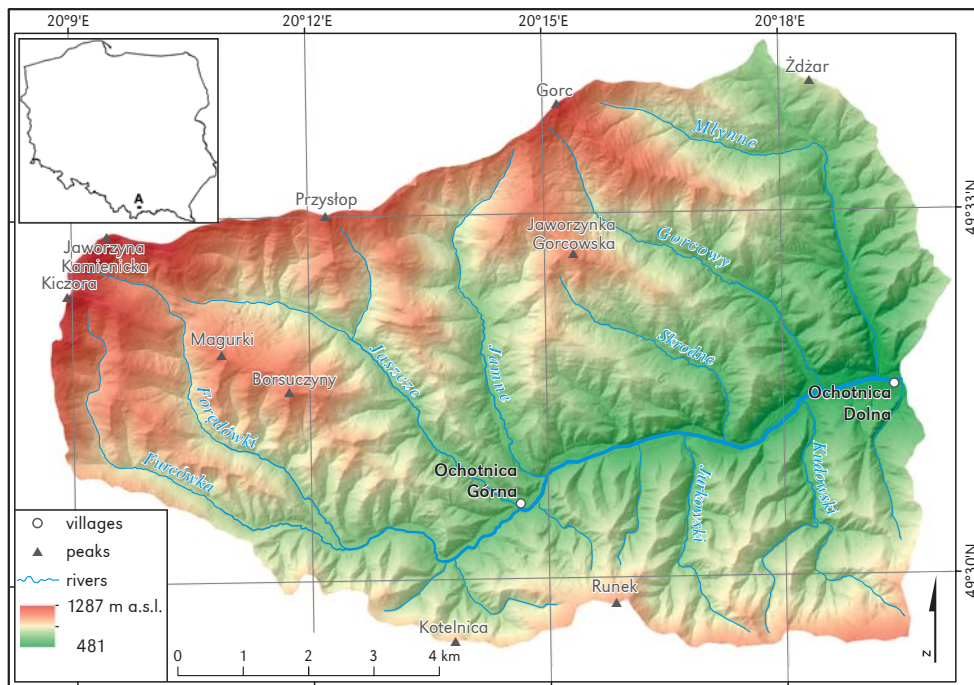 20°9'E 20°12'E 20°15'E 20°18'E
A
Żdżar
Gorc
Młynne
Przysłop
49°33'N
Jaworzyna
Kamienicka
Kiczora
Jaworzynka
Gorcowska
Gorcowy
Magurki
Borsuczyny
Jaszcze
Jamne
Skrodne
Forędówki
Furcówka
Ochotnica
Dolna
Ochotnica
Górna
Jurkowski
Kudowski
villages
peaks
rivers
1287 m a.s.l.
481
Runek
Kotelnica
49°30'N
0 1 2 3 4 km
N